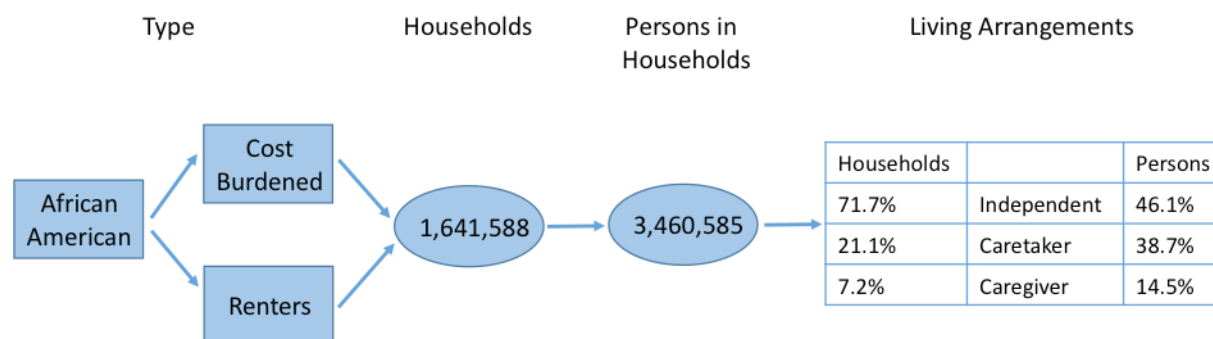 Type
Households
Persons in
Households
Living Arrangements
African
American
Cost
Burdened
Renters
1,641,588
3,460,585
Households Persons
71.7% Independent 46.1%
21.1% Caretaker 38.7%
7.2% Caregiver 14.5%